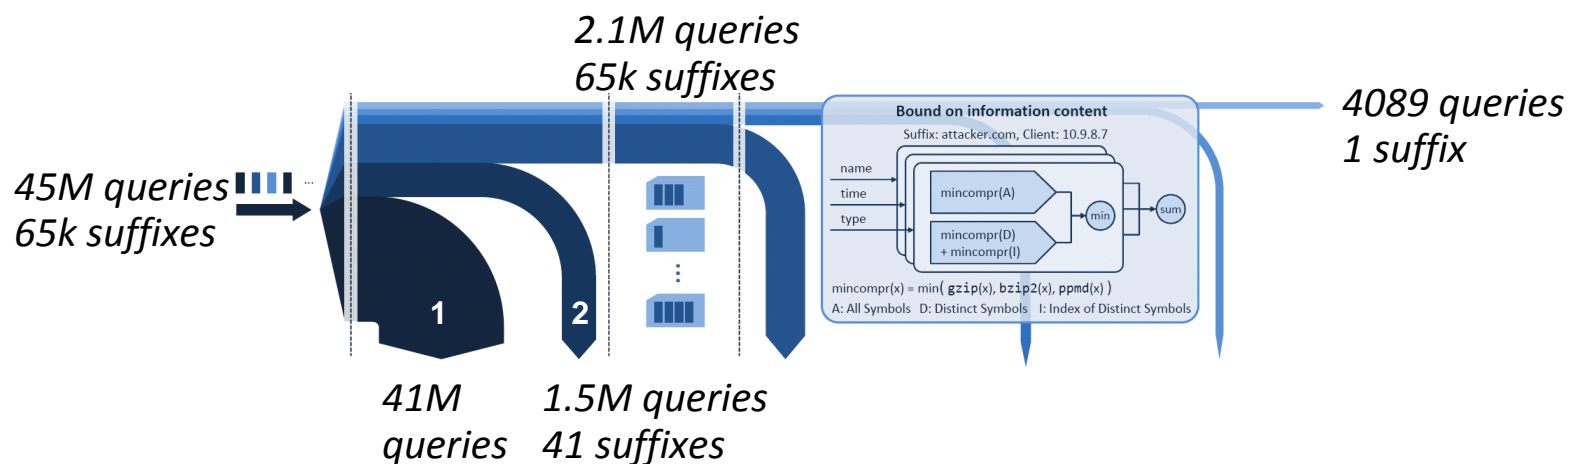 2.1M queries
65k suffixes
45M queries
65k suffixes
...
1
2
41M
queries
1.5M queries
41 suffixes
Bound on information content
Suffix: attacker.com, Client: 10.9.8.7
name
time
type
mincompr(A)
mincompr(D)
+ mincompr(I)
min
sum
mincompr(x) = min( gzip(x), bzip2(x), ppmd(x) )
A: All Symbols D: Distinct Symbols I: Index of Distinct Symbols
4089 queries
1 suffix